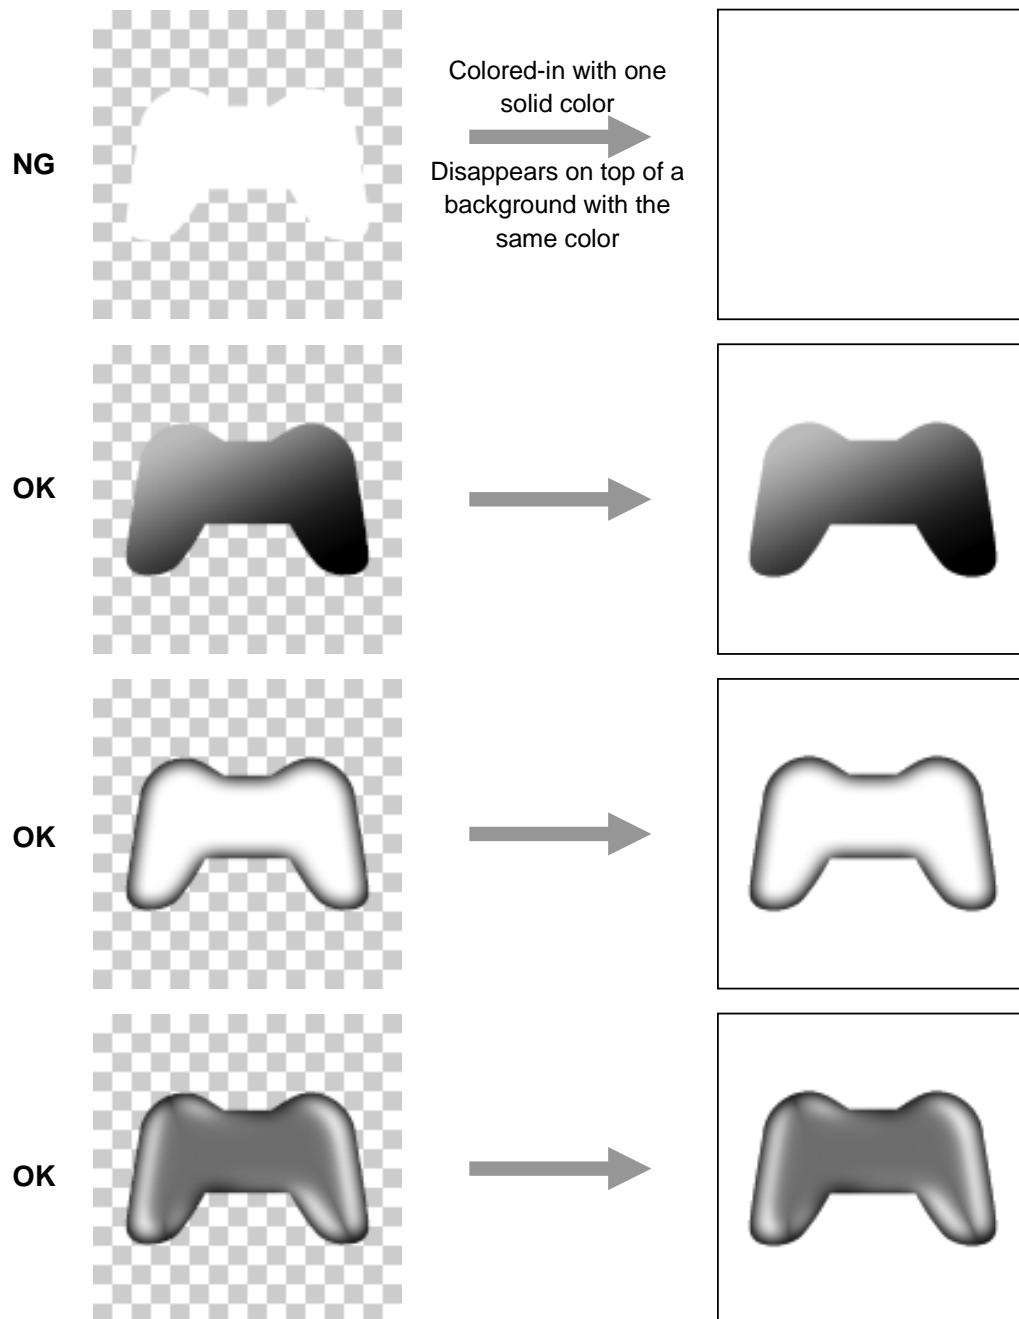 Colored-in with one
solid color
NG
Disappears on top of a
background with the
same color
OK
OK
OK